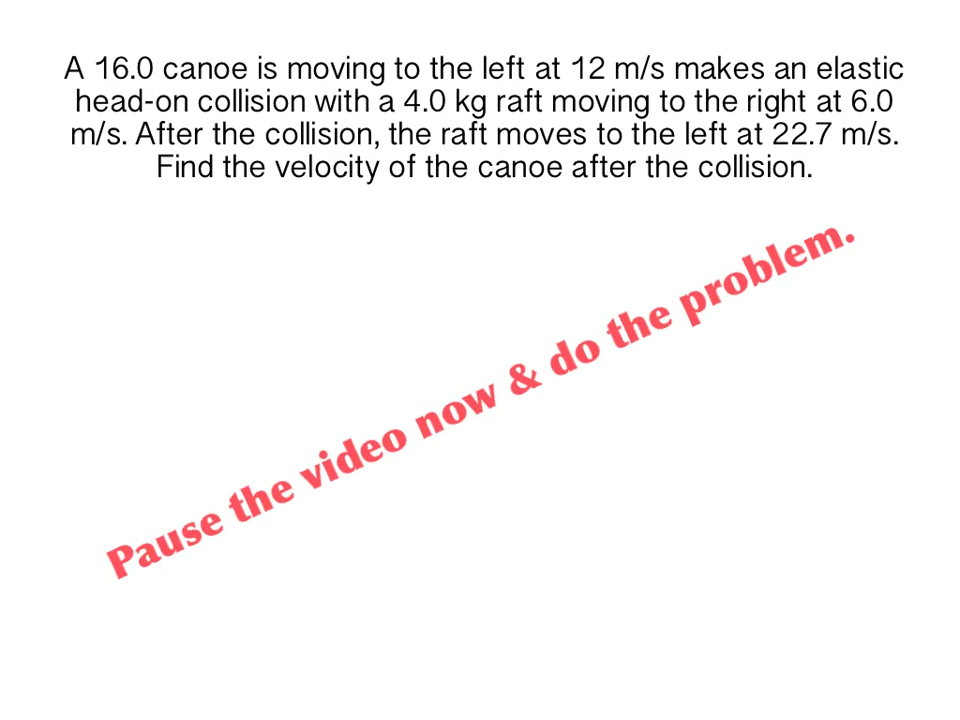 A 16.0 canoe is moving to the left at 12 m/s makes an elastic
head-on collision with a 4.0 kg raft moving to the right at 6.0
m/s. After the collision, the raft moves to the left at 22.7 m/s.
Find the velocity of the canoe after the collision.
Pause the video now & do the problem.